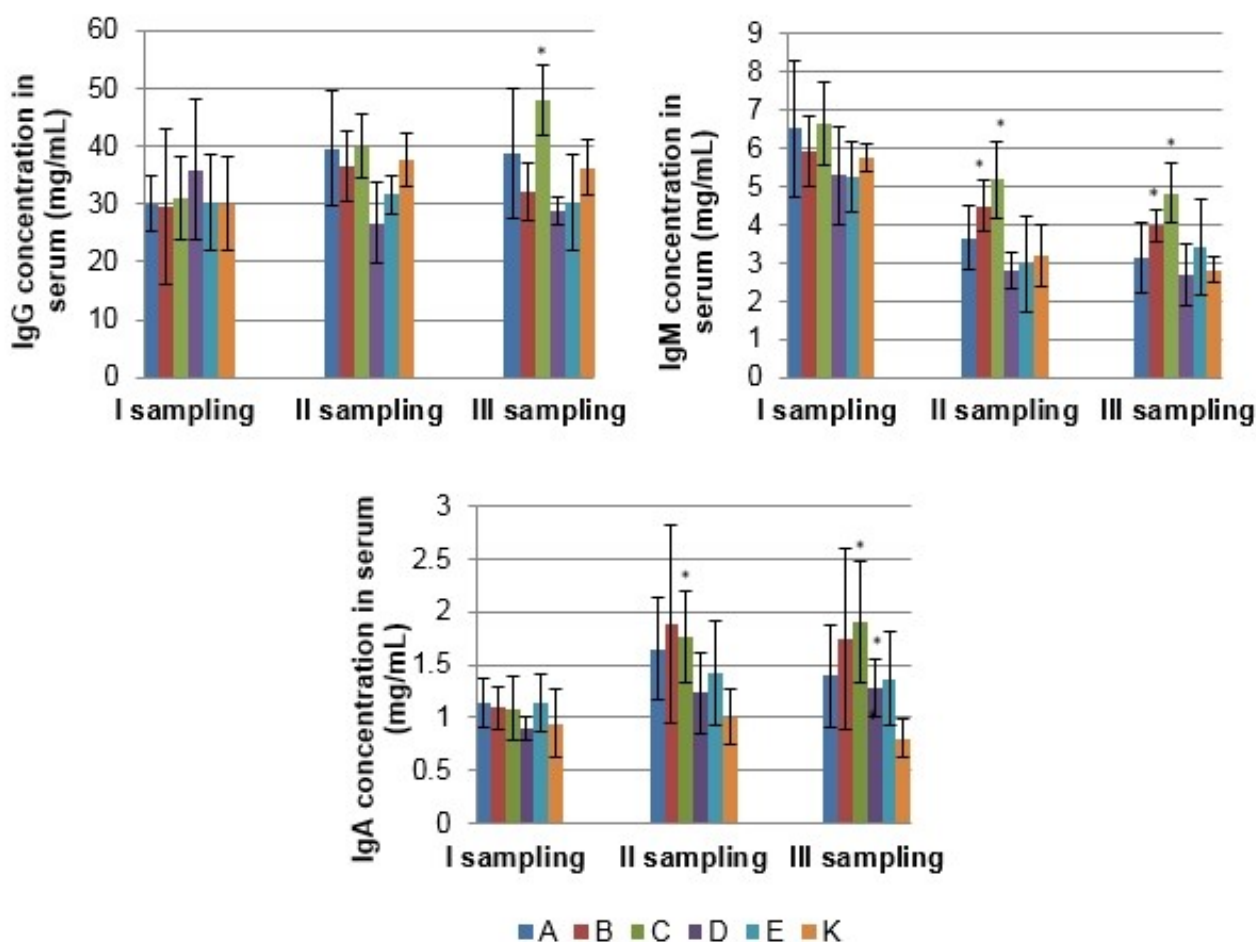 IgG concentration in
serum (mg/mL)
60
50
40
30
20
10
0
*
I sampling II sampling III sampling
IgM concentration in
serum (mg/mL)
9
8
7
6
5
4
3
2
1
0
* * * *
I sampling II sampling III sampling
IgA concentration in serum
(mg/mL)
3
2.5
2
1.5
1
0.5
0
* * *
I sampling II sampling III sampling
A B C D E K